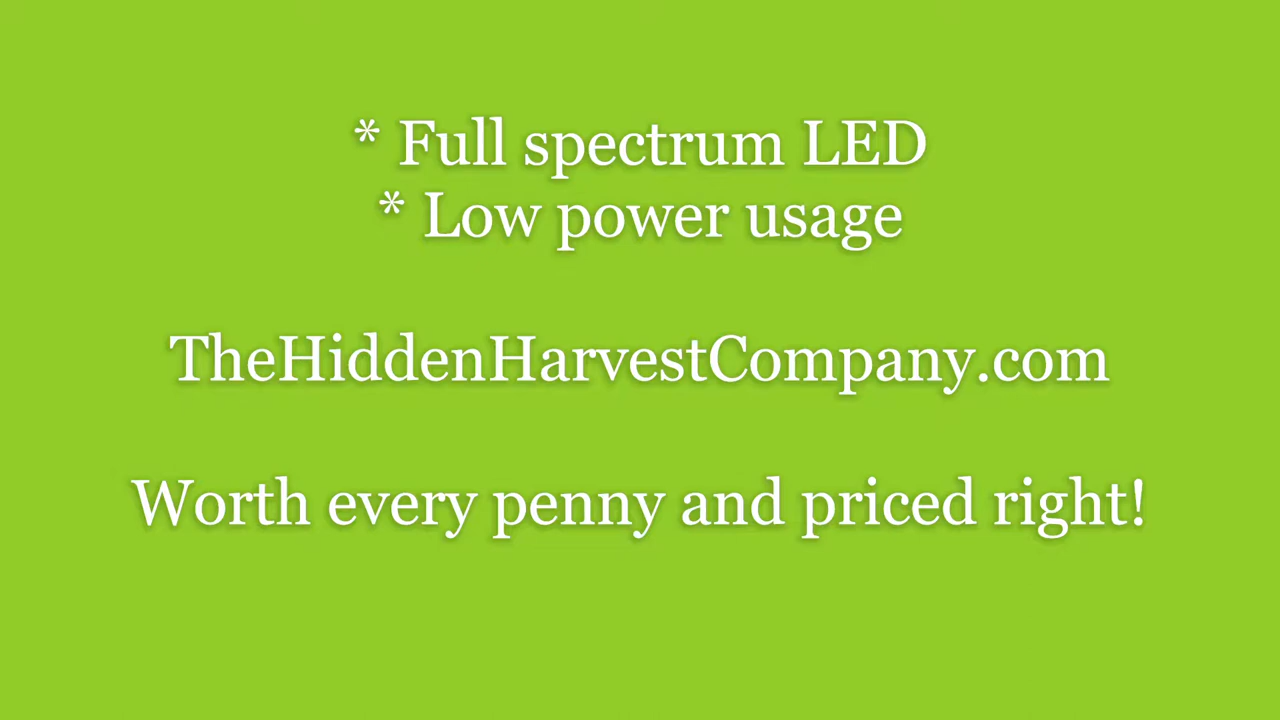 * Full spectrum LED
* Low power usage
TheHiddenHarvestCompany.com
Worth every penny and priced right!